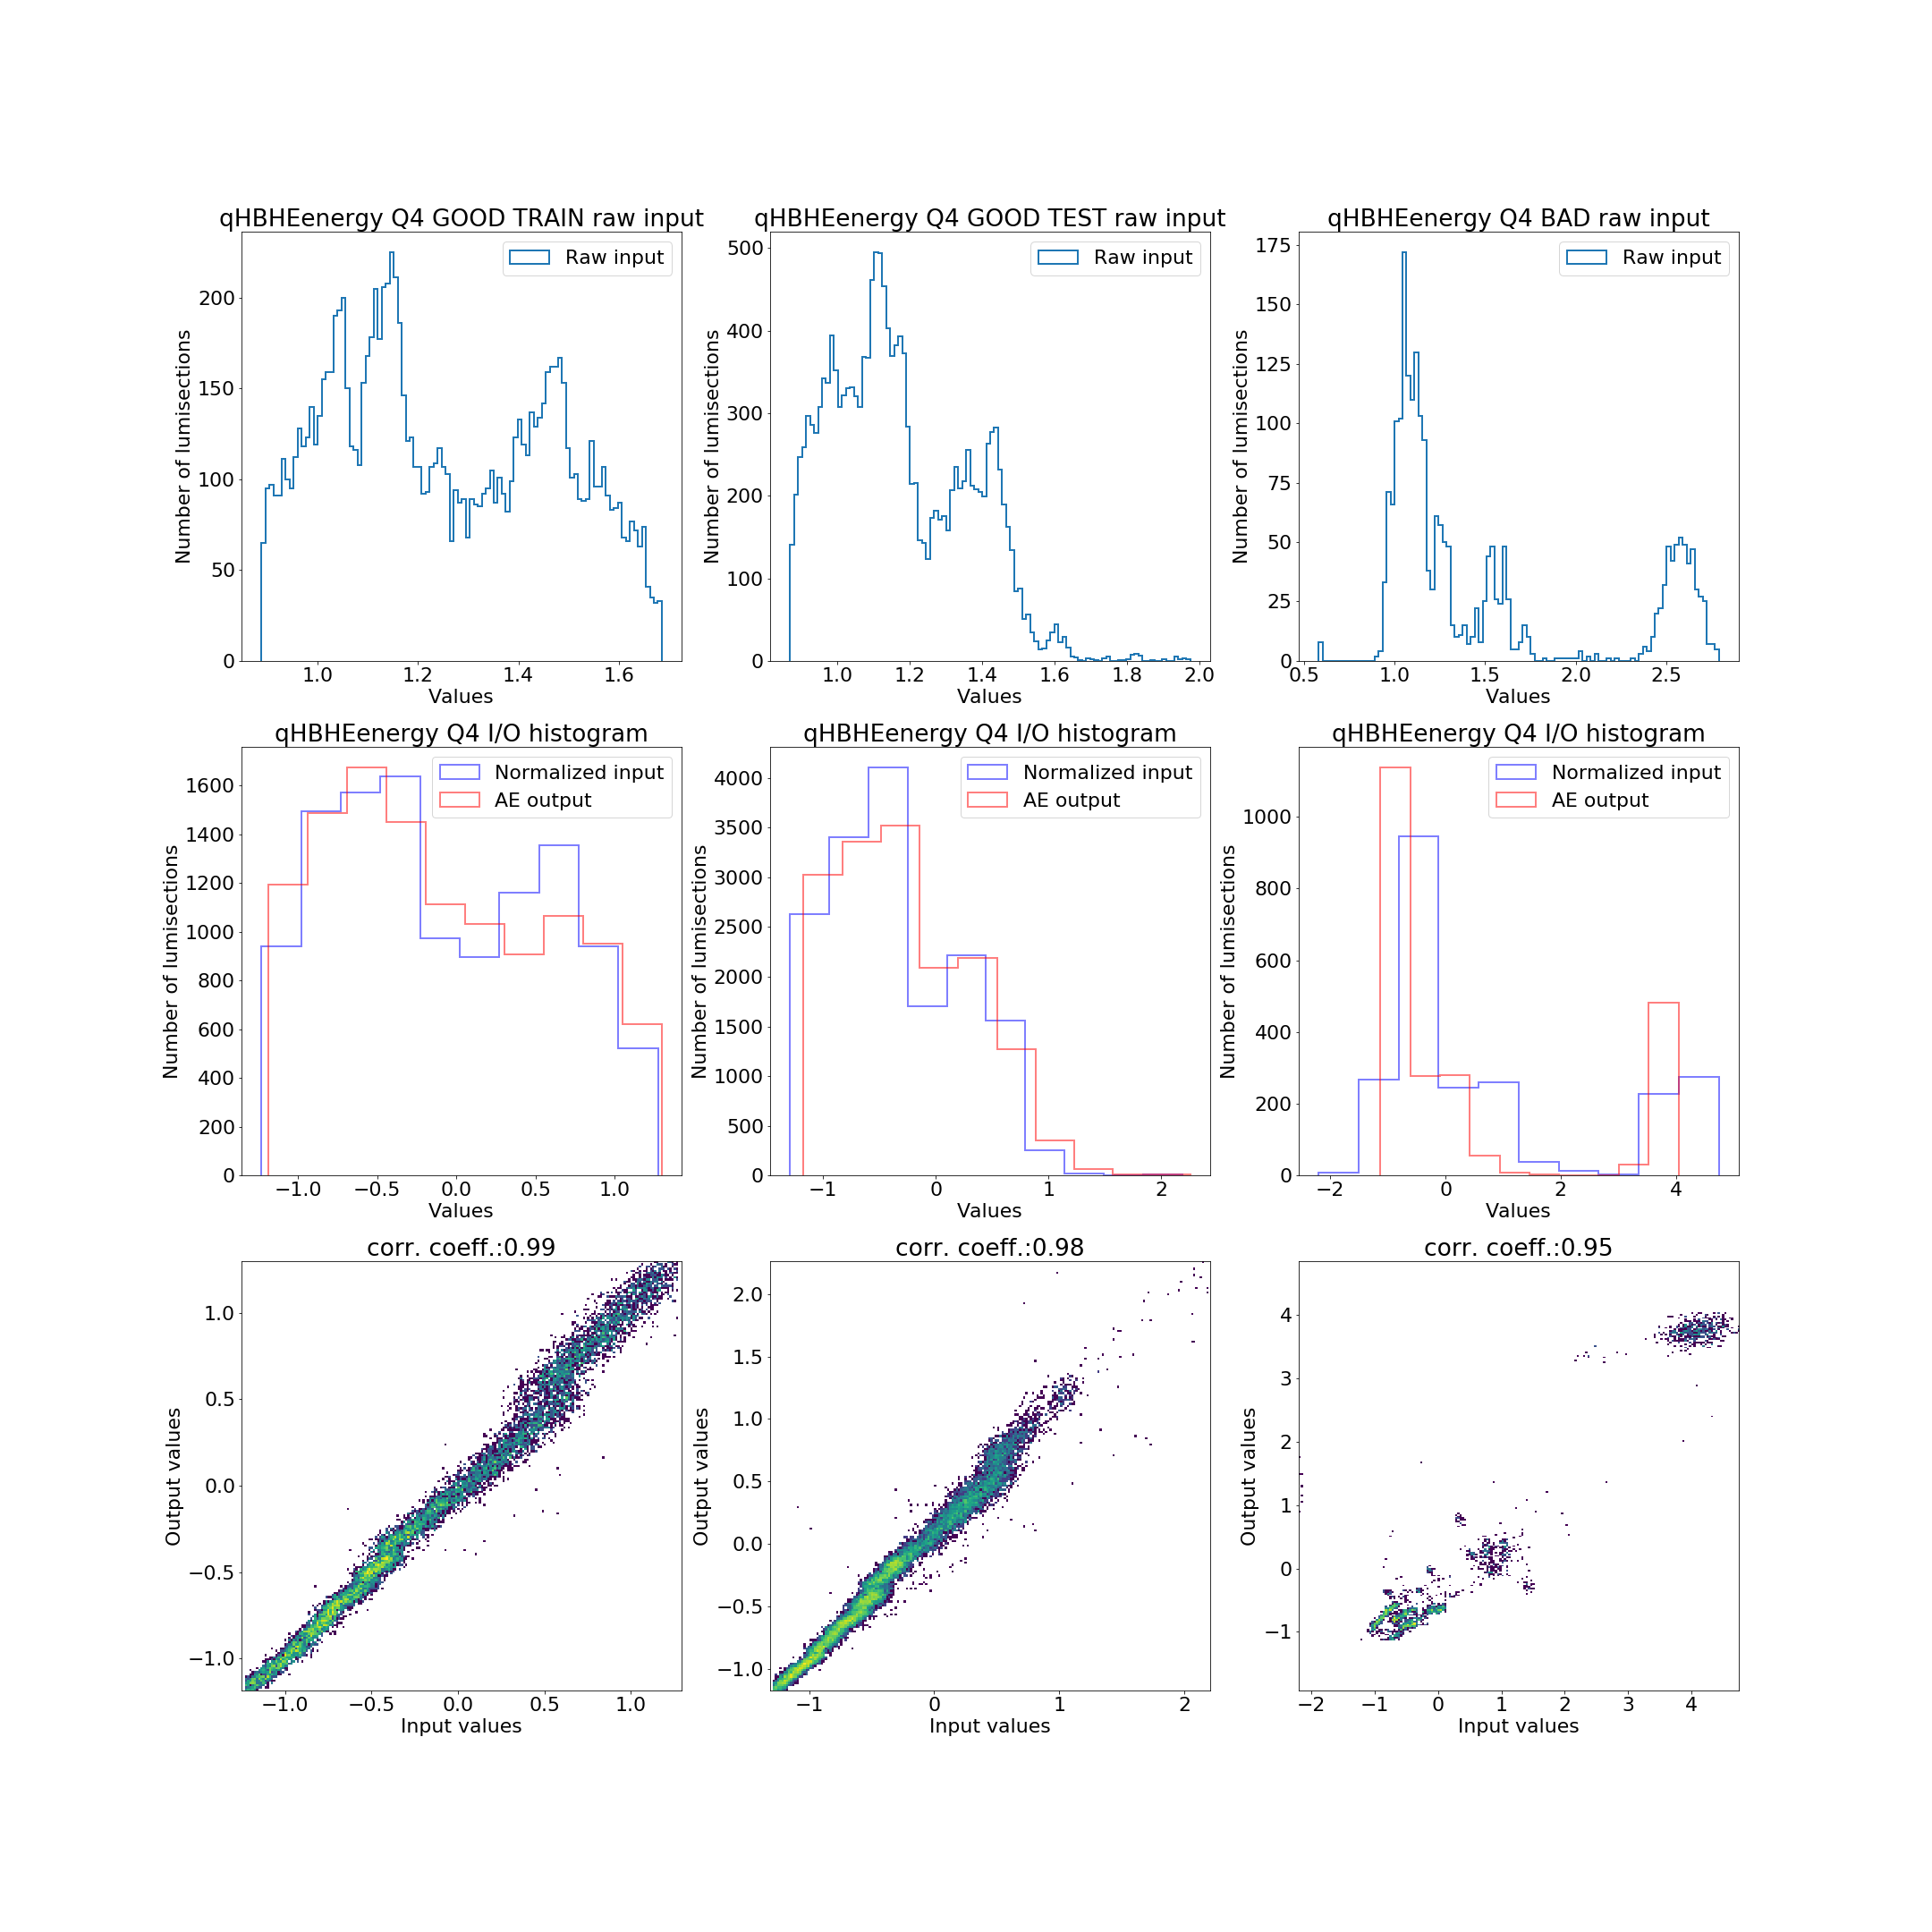 qHBHEenergy Q4 GOOD TRAIN raw input
Raw input
Number of lumisections
0
50
100
150
200
1.0
1.2
1.4
1.6
Values
qHBHEenergy Q4 GOOD TEST raw input
Raw input
Number of lumisections
0
100
200
300
400
500
1.0
1.2
1.4
1.6
1.8
2.0
Values
qHBHEenergy Q4 BAD raw input
Raw input
Number of lumisections
0
25
50
75
100
125
150
175
0.5
1.0
1.5
2.0
2.5
Values
qHBHEenergy Q4 I/O histogram
Normalized input
AE output
Number of lumisections
0
200
400
600
800
1000
1200
1400
1600
−1.0
−0.5
0.0
0.5
1.0
Values
qHBHEenergy Q4 I/O histogram
Normalized input
AE output
Number of lumisections
0
500
1000
1500
2000
2500
3000
3500
4000
−1
0
1
2
Values
qHBHEenergy Q4 I/O histogram
Normalized input
AE output
Number of lumisections
0
200
400
600
800
1000
−2
0
2
4
Values
corr. coeff.:0.99
Output values
−1.0
−0.5
0.0
0.5
1.0
−1.0
−0.5
0.0
0.5
1.0
Input values
corr. coeff.:0.98
Output values
−1.0
−0.5
0.0
0.5
1.0
1.5
2.0
−1
0
1
2
Input values
corr. coeff.:0.95
Output values
−1
0
1
2
3
4
−2
−1
0
1
2
3
4
Input values